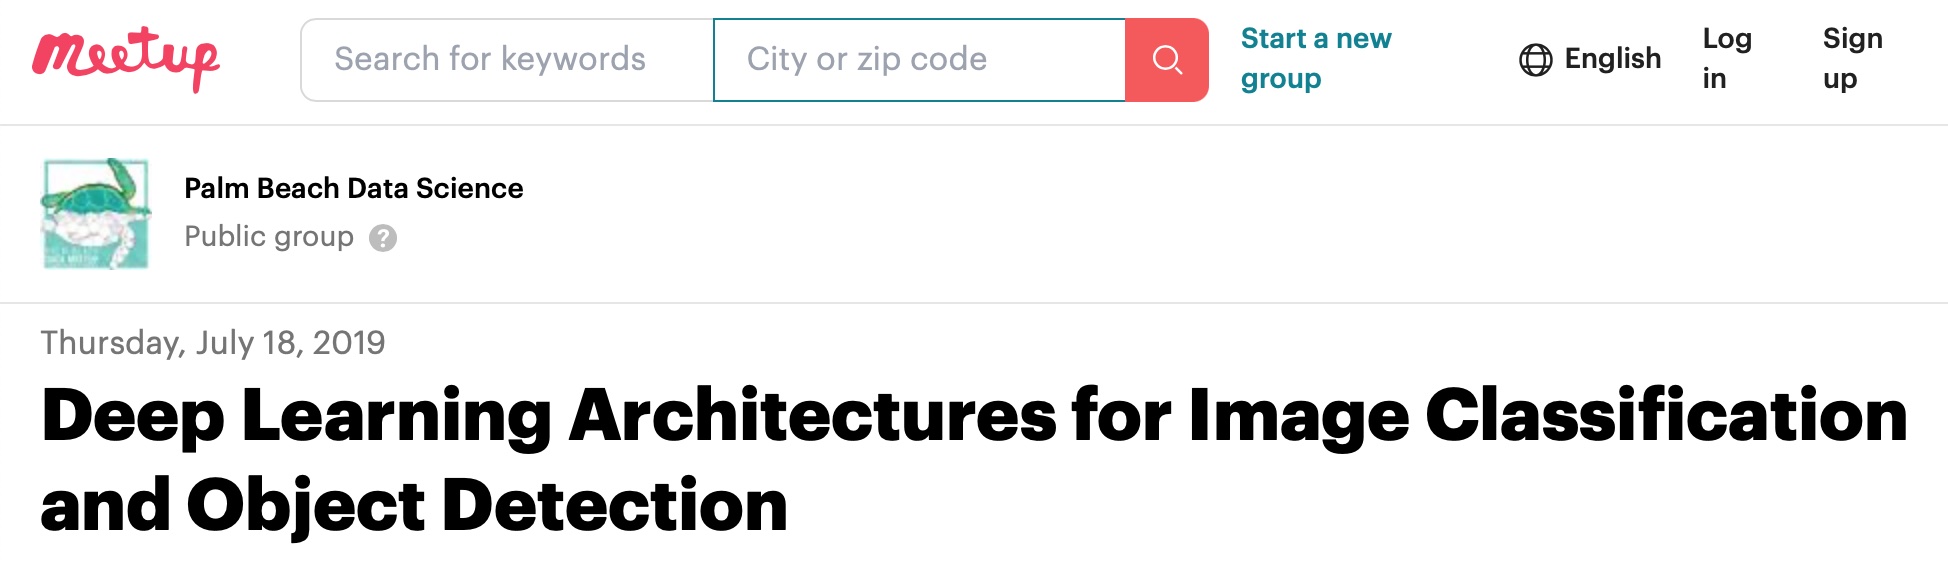 meetup
Search for keywords
City or zip code
Start a new
group
English
Log
in
Sign
up
Palm Beach Data Science
Public group ?
Thursday, July 18, 2019
Deep Learning Architectures for Image Classification
and Object Detection